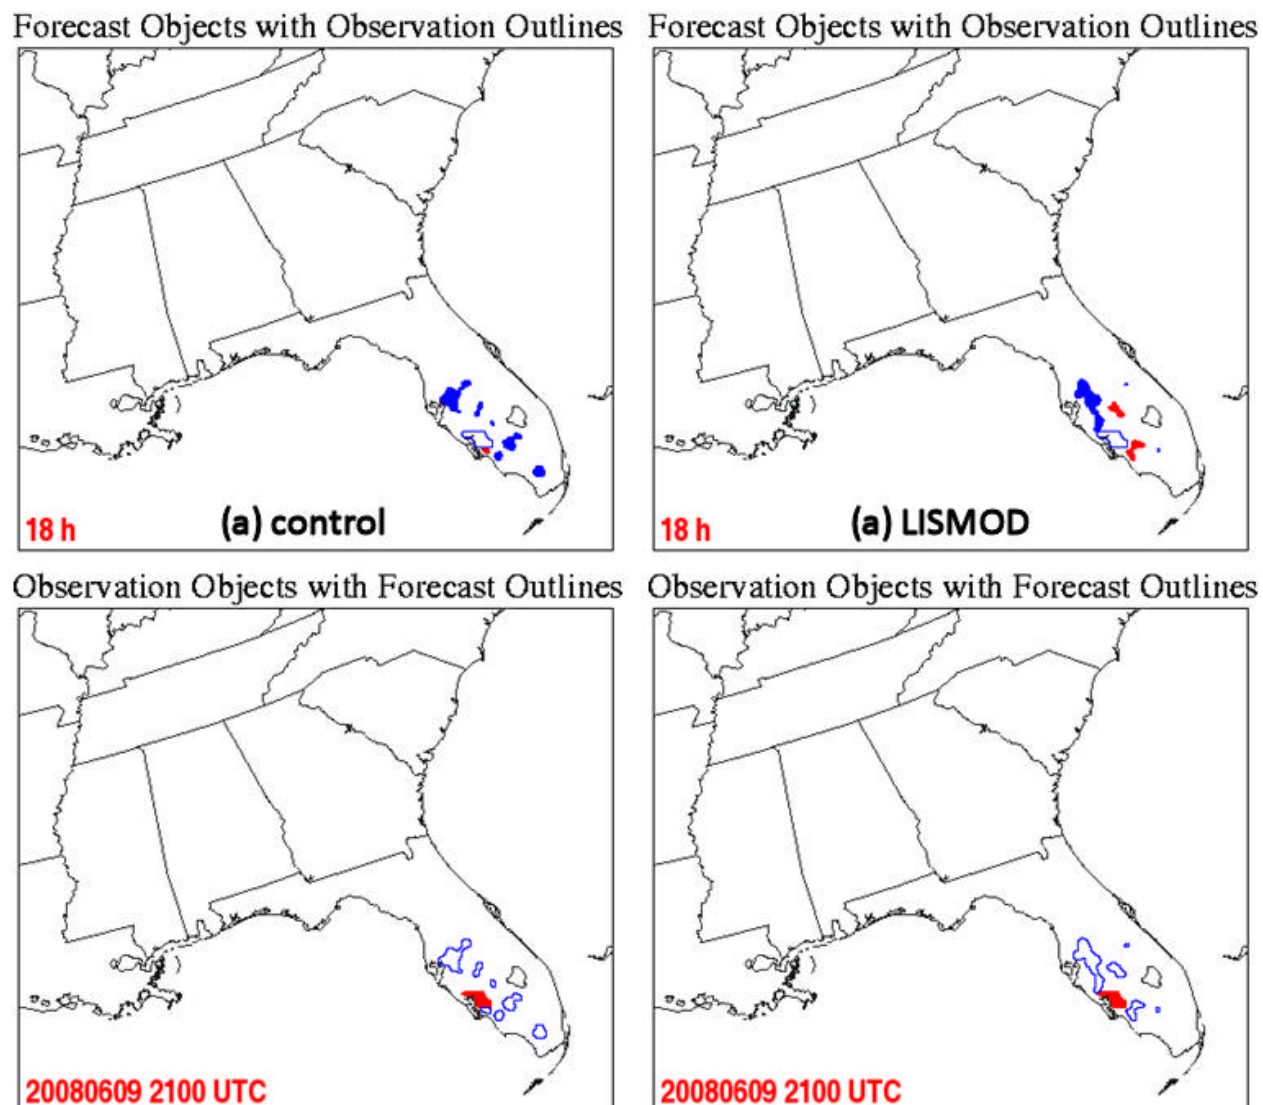 Forecast Objects with Observation Outlines
Forecast Objects with Observation Outlines
18 h
(a) control
18 h
(a) LISMOD
Observation Objects with Forecast Outlines
Observation Objects with Forecast Outlines
20080609 2100 UTC
20080609 2100 UTC